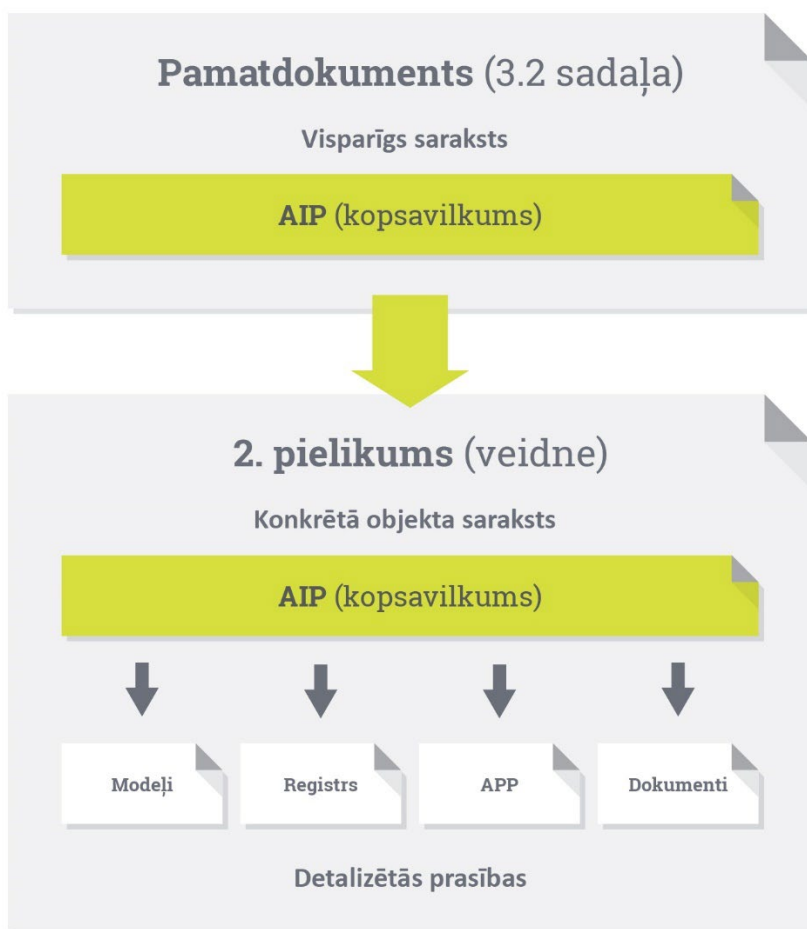 Pamatdokuments (3.2 sadaļa)
Visparīgs saraksts
AIP (kopsavilkums)
2. pielikums (veidne)
Konkrētā objekta saraksts
AIP (kopsavilkums)
Modeļi
Registrs
APP
Dokumenti
Detalizētās prasības